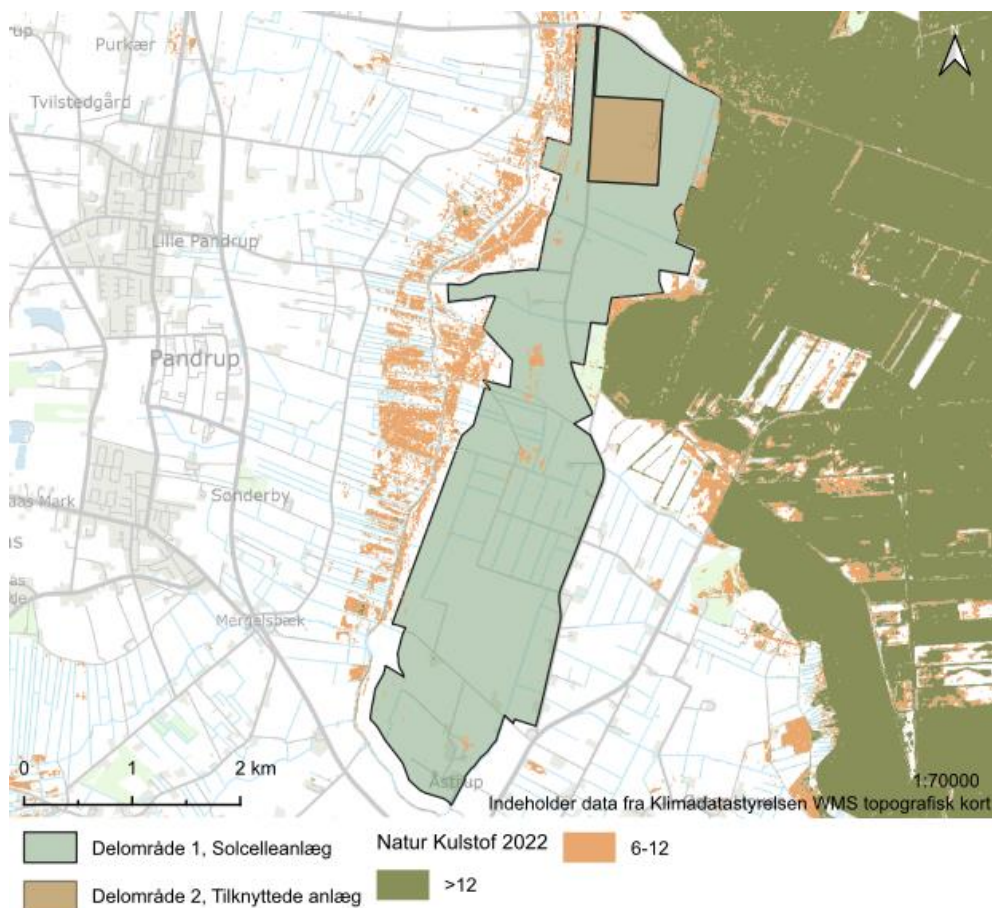 Purkær
Tvilstedgård
Lille Pandrup
Pandrup
Sønderby
aas Mark
Mergelsbæk
Åstrup
0 1 2 km
1:70000
Indeholder data fra Klimadatastyrelsen WMS topografisk kort
Delområde 1, Solcelleanlæg
Natur Kulstof 2022
6-12
Delområde 2, Tilknyttede anlæg
>12